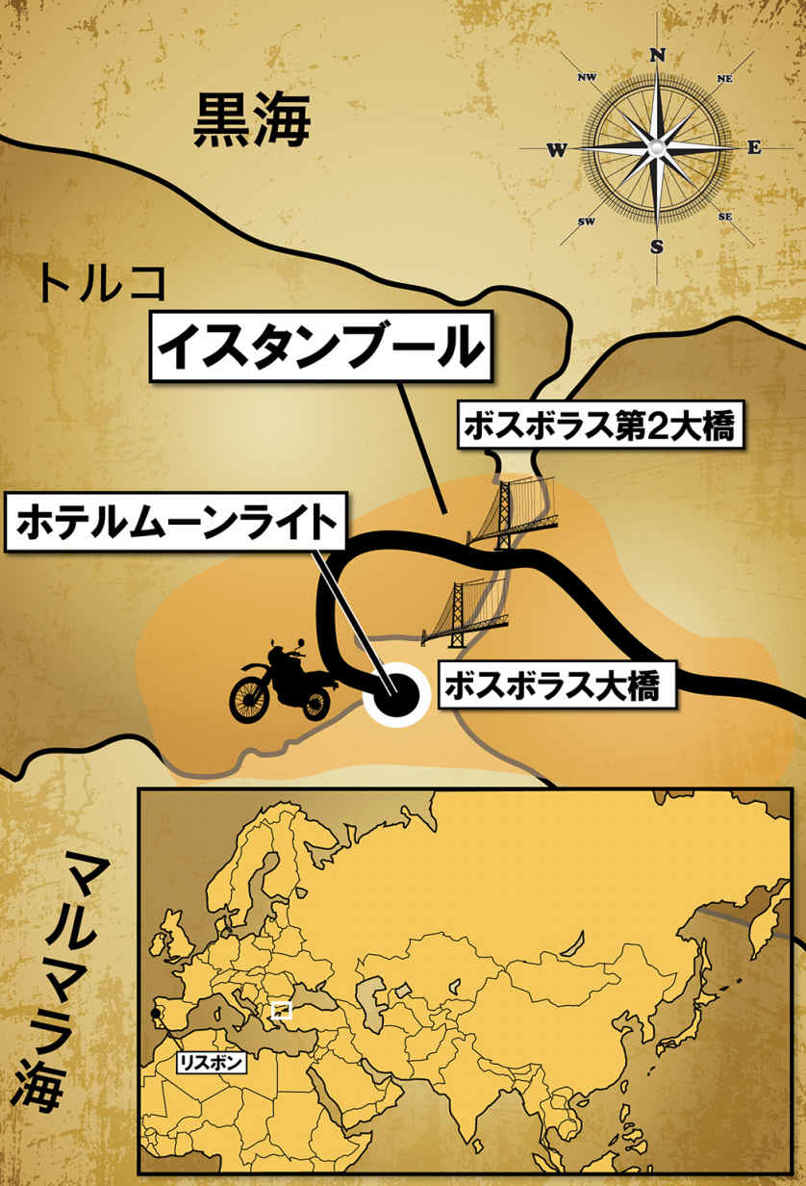 黒海
N
NW
NE
W
E
SW
SE
S
トルコ
イスタンブール
ボスボラス第2大橋
ホテルムーンライト
ボスボラス大橋
マルマラ海
リスボン